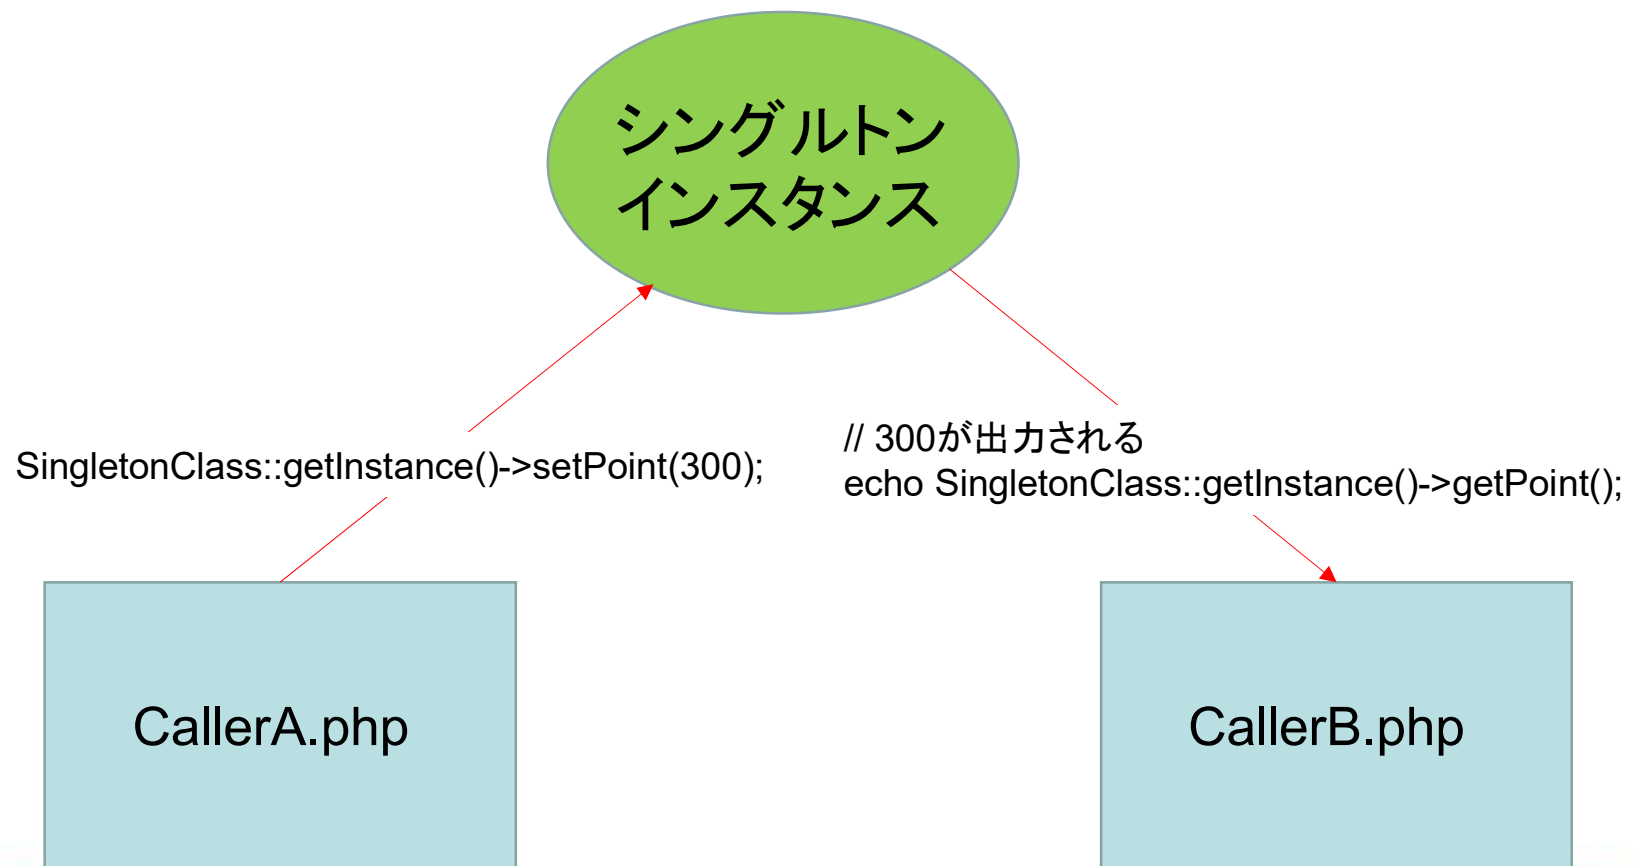 シングルトン
インスタンス
SingletonClass::getInstance()->setPoint(300);
// 300が出力される
echo SingletonClass::getInstance()->getPoint();
CallerA.php
CallerB.php